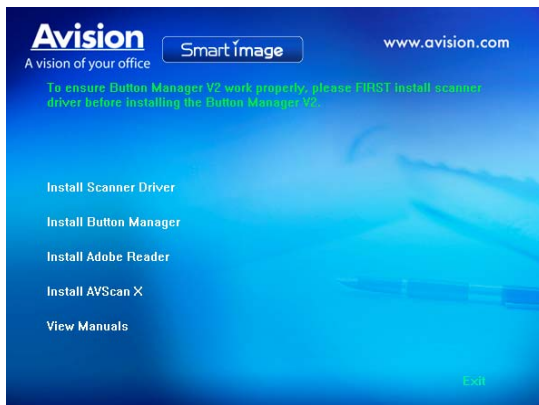 Avision
A vision of your office
Smart image
www.avision.com
To ensure Button Manager V2 work properly, please FIRST install scanner
driver before installing the Button Manager V2.
Install Scanner Driver
Install Button Manager
Install Adobe Reader
Install AVScan X
View Manuals
Exit